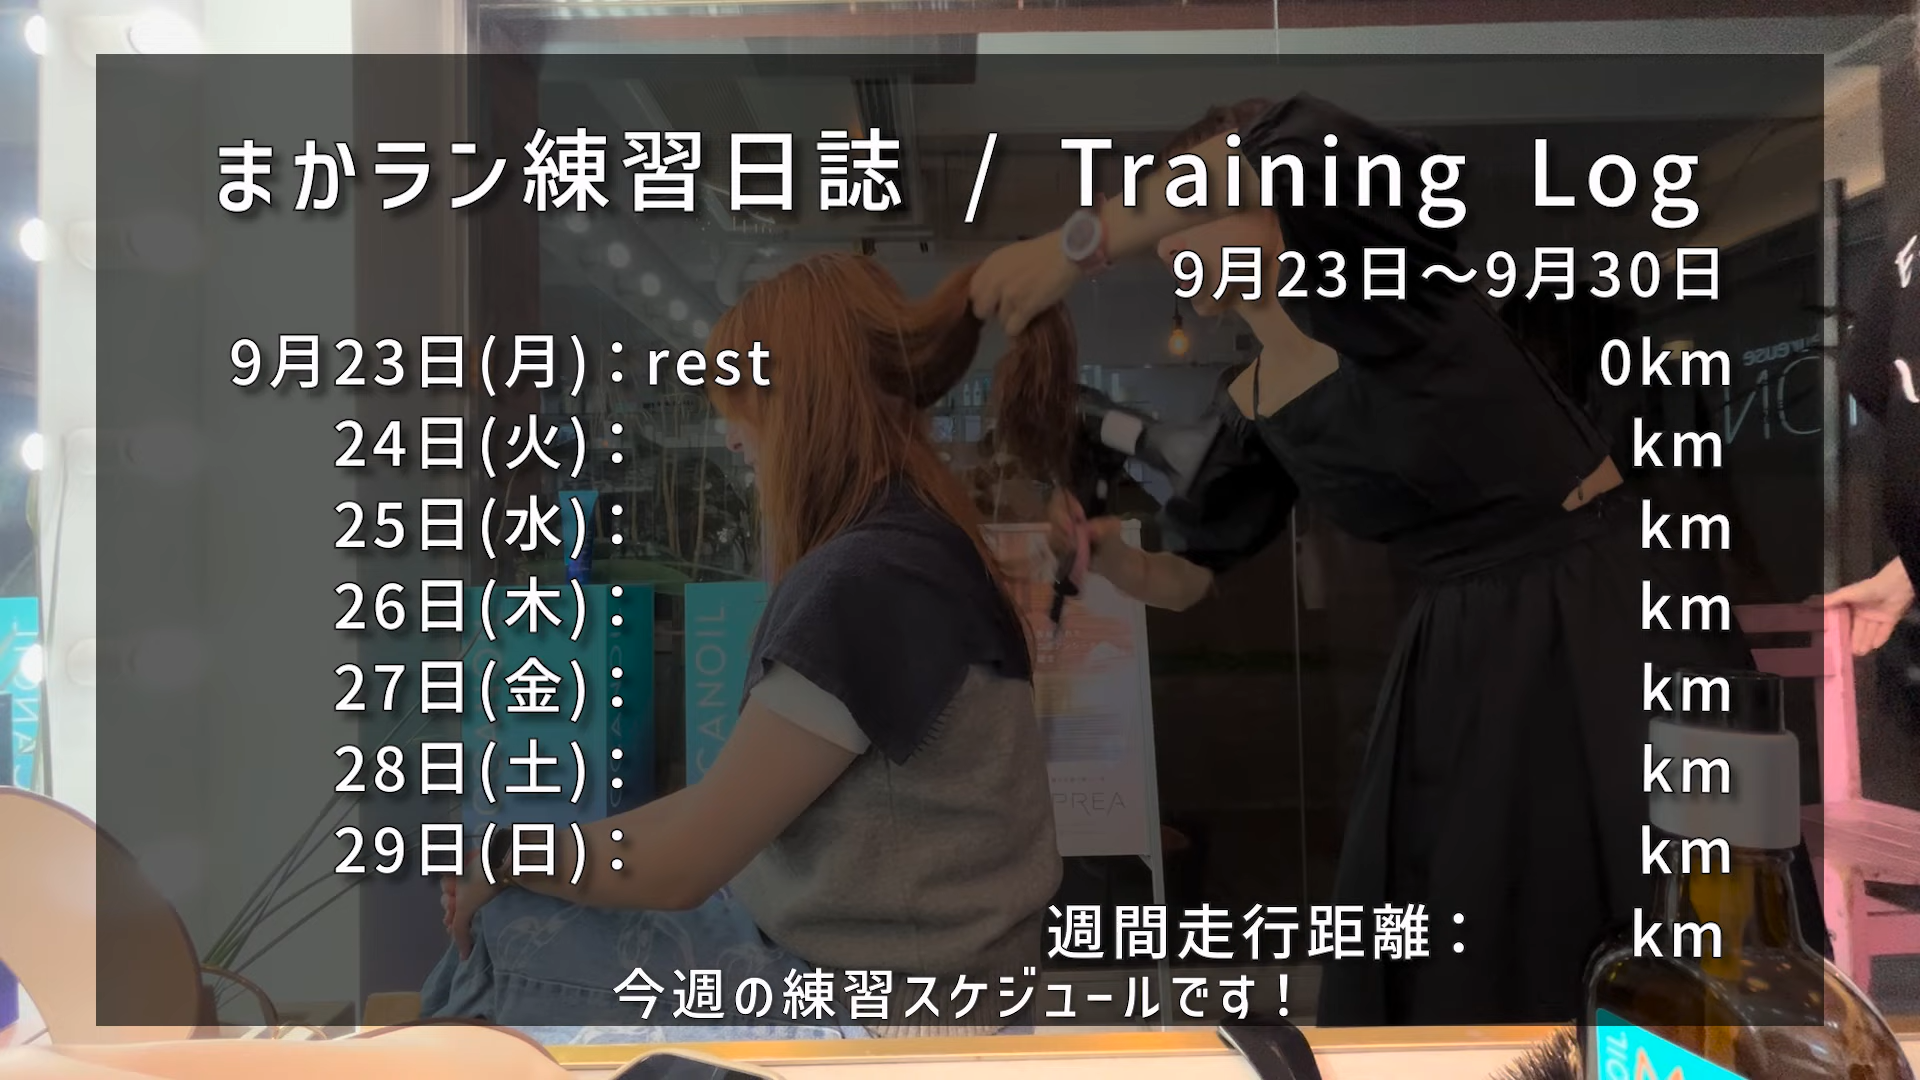 まかラン練習日誌 / Training Log
9月23日～9月30日
9月23日(月)：rest 0km
24日(火)： km
25日(水)： km
26日(木)： km
27日(金)： km
28日(土)： km
29日(日)： km
週間走行距離： km
今週の練習スケジュールです！
CANOIL
PREA